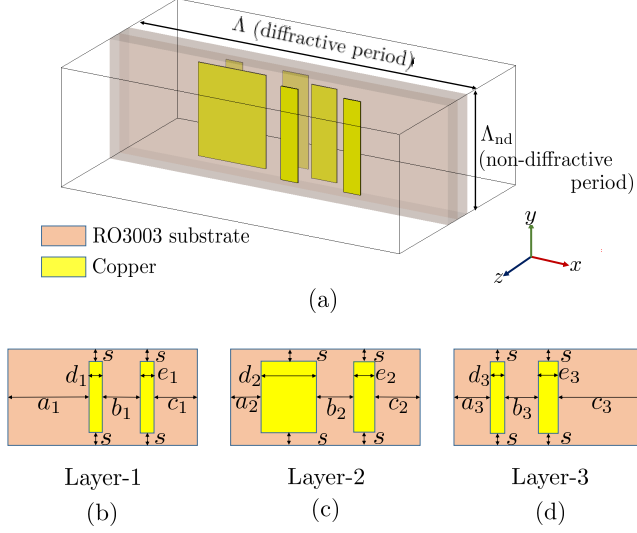 Λ (diffractive period)
Λnd
(non-diffractive
period)
RO3003 substrate
Copper
y
x
z
(a)
s s
d1 e1
a1 b1 c1
s s
Layer-1
(b)
s s
d2 e2
a2 b2 c2
s s
Layer-2
(c)
s s
d3 e3
a3 b3 c3
s s
Layer-3
(d)